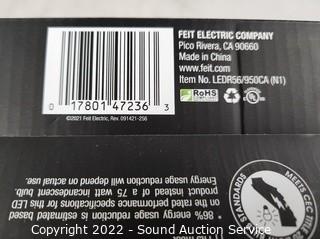 FEIT ELECTRIC COMPANY
Pico Rivera, CA 90660
Made in China
www.feit.com
Item No. LEDR56/950CA (N1)
RoHS
COMPLIANT
0 17801 47236 3
©2021 Feit Electric, Rev. 091421-256
* 86% energy usage reduction is estimated based
on the rated performance specifications for this LED
product instead of a 75 watt incandescent bulb.
Energy usage reduction will depend on actual use.
MEETS CEC TITLE 20
STANDARDS
Copyright 2022 - Sound Auction Service